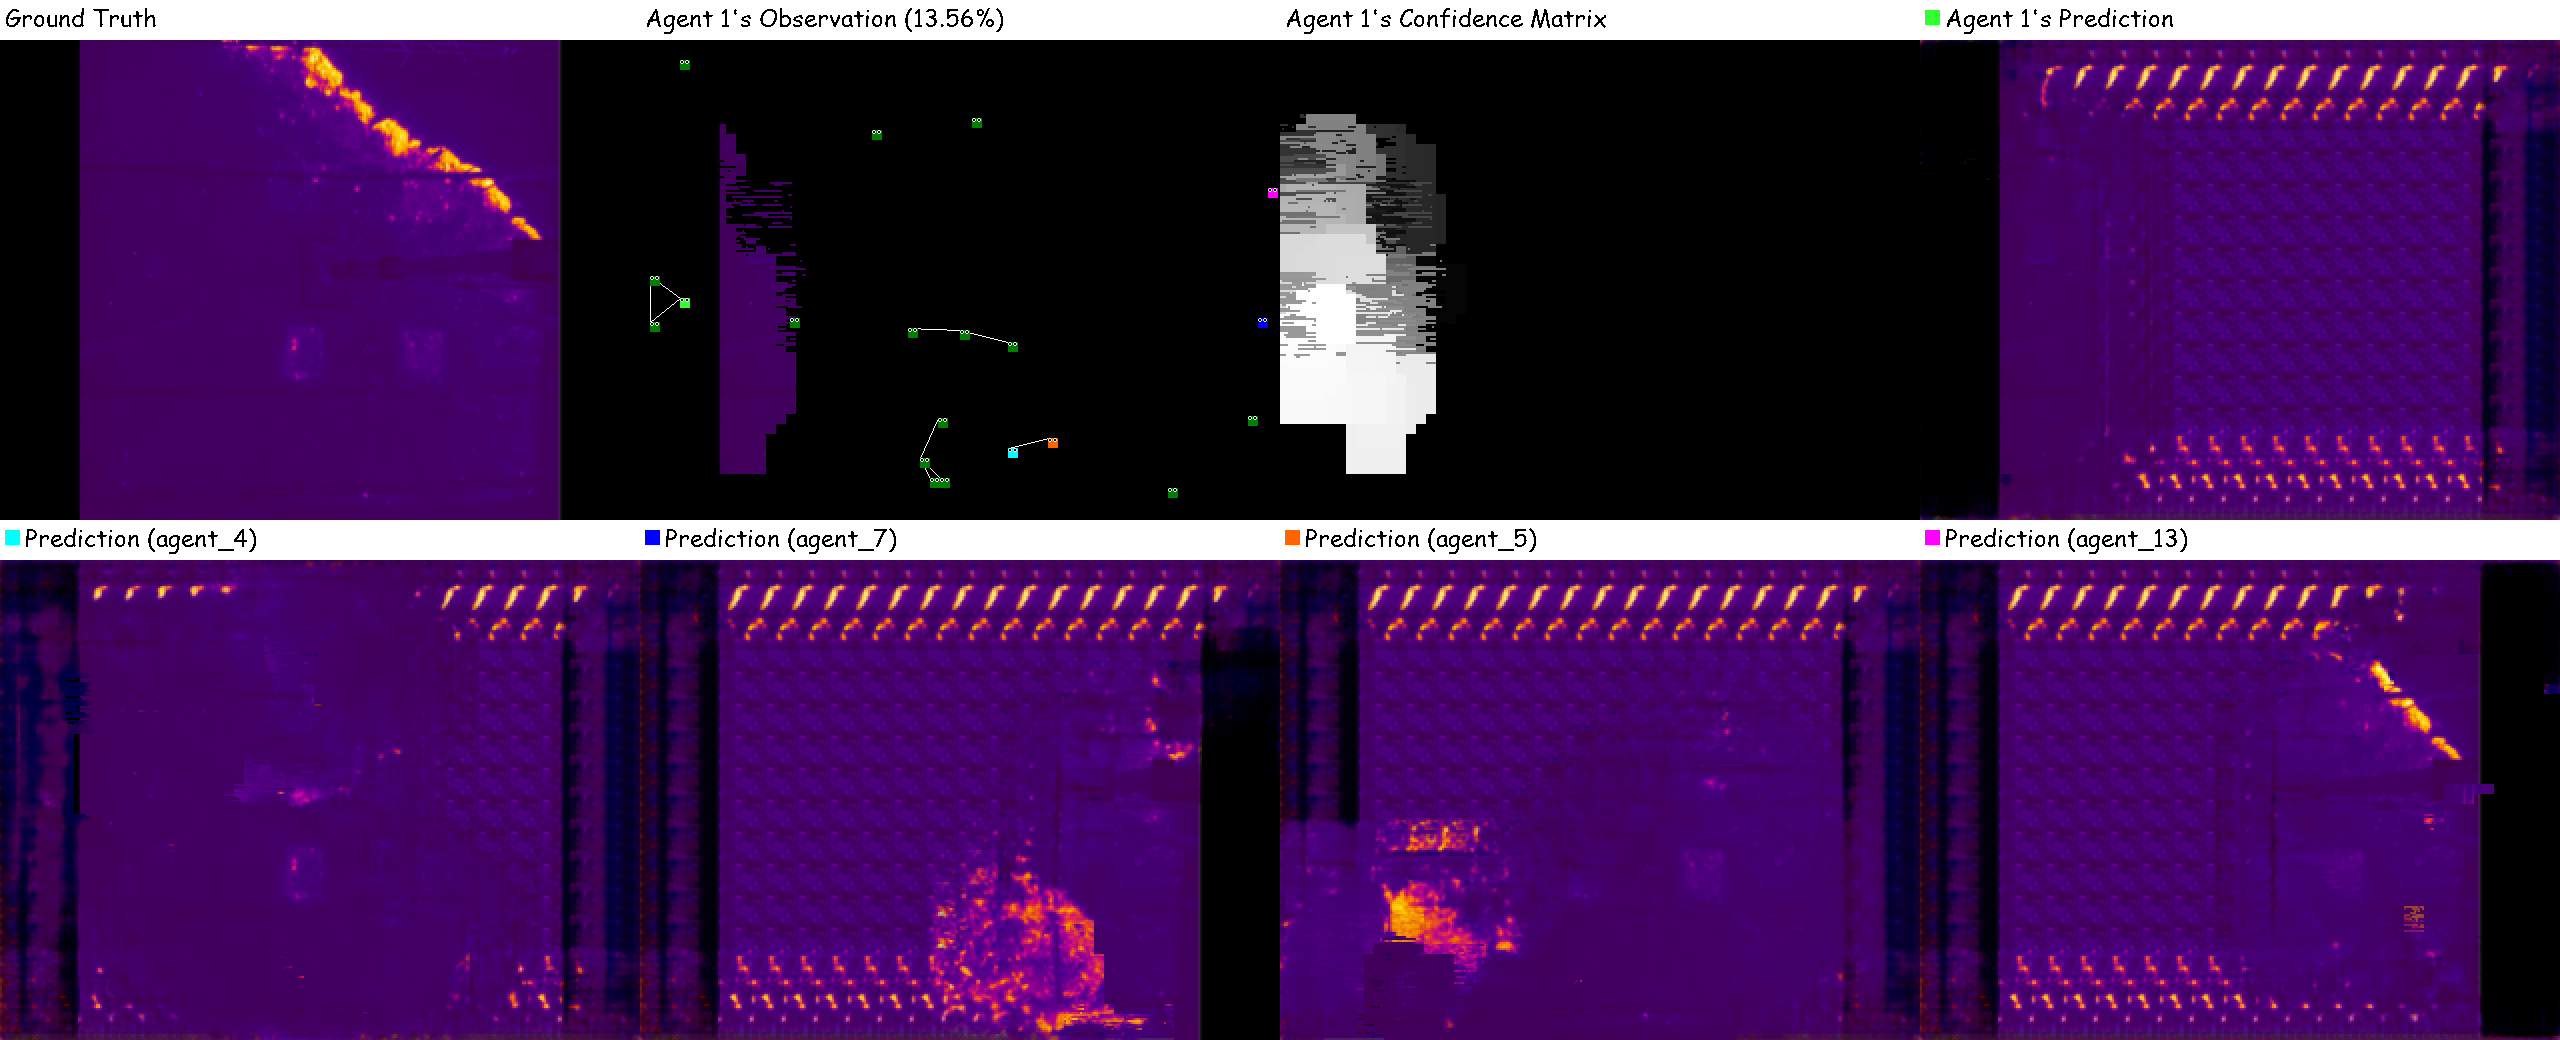 Ground Truth
Agent 1's Observation (13.56%)
Agent 1's Confidence Matrix
Agent 1's Prediction
Prediction (agent_4)
Prediction (agent_7)
Prediction (agent_5)
Prediction (agent_13)